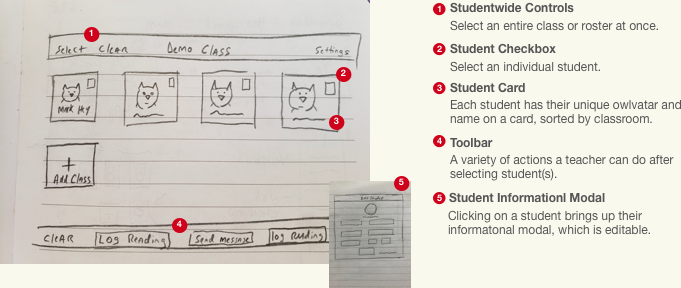 1
Select CLEAR Demo CLASS Settings
2
Mark Hey
3
+
Add Class
4
CLEAR Log Reading Send message log Reading
5
1 Studentwide Controls
Select an entire class or roster at once.
2 Student Checkbox
Select an individual student.
3 Student Card
Each student has their unique owlvatar and
name on a card, sorted by classroom.
4 Toolbar
A variety of actions a teacher can do after
selecting student(s).
5 Student Informationl Modal
Clicking on a student brings up their
informatonal modal, which is editable.